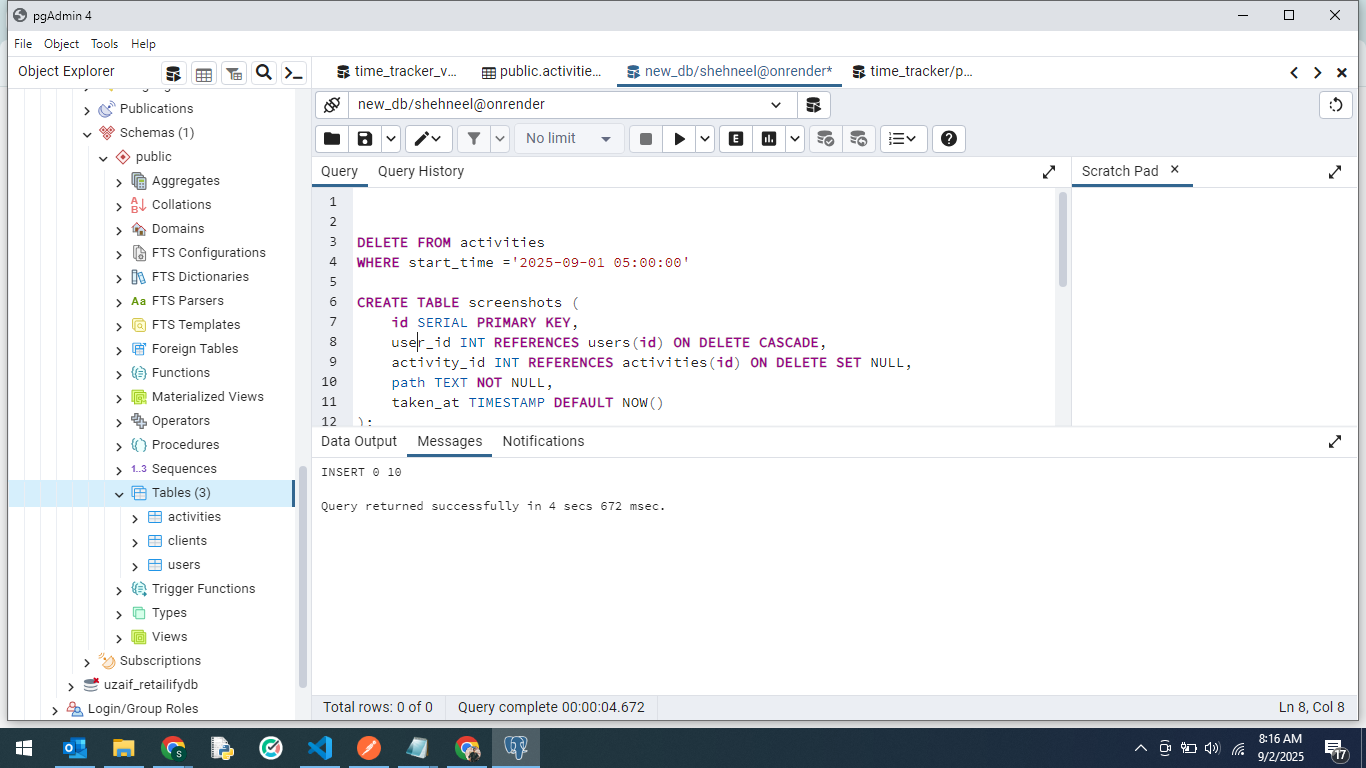 pgAdmin 4
File Object Tools Help
Object Explorer
time_tracker_v...
public.activitie...
new_db/shehneel@onrender*
time_tracker/p...
new_db/shehneel@onrender
No limit
E
Query Query History
Scratch Pad
Publications
Schemas (1)
public
Aggregates
Collations
Domains
FTS Configurations
FTS Dictionaries
Aa FTS Parsers
FTS Templates
Foreign Tables
Functions
Materialized Views
Operators
Procedures
1..3 Sequences
Tables (3)
activities
clients
users
Trigger Functions
Types
Views
Subscriptions
uzaif_retailifydb
Login/Group Roles
1
2
3 DELETE FROM activities
4 WHERE start_time ='2025-09-01 05:00:00'
5
6 CREATE TABLE screenshots (
7 id SERIAL PRIMARY KEY,
8 user_id INT REFERENCES users(id) ON DELETE CASCADE,
9 activity_id INT REFERENCES activities(id) ON DELETE SET NULL,
10 path TEXT NOT NULL,
11 taken_at TIMESTAMP DEFAULT NOW()
12 );
Data Output Messages Notifications
INSERT 0 10
Query returned successfully in 4 secs 672 msec.
Total rows: 0 of 0 Query complete 00:00:04.672 Ln 8, Col 8
8:16 AM
9/2/2025
17